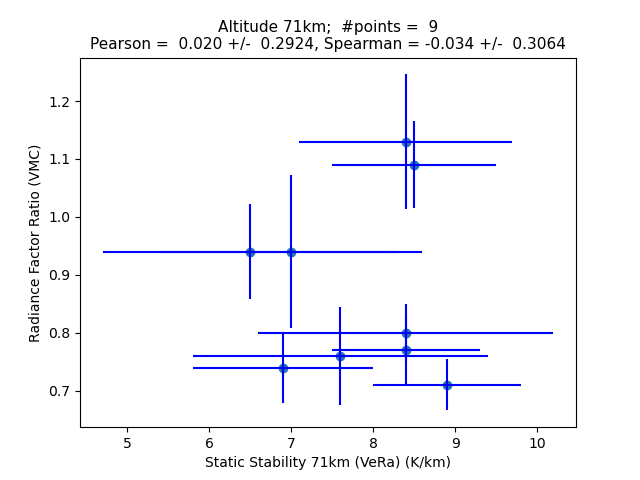 Altitude 71km;  #points =  9
Pearson =  0.020 +/-  0.2924, Spearman = -0.034 +/-  0.3064
1.2
1.1
1.0
0.9
0.8
0.7
Radiance Factor Ratio (VMC)
5 6 7 8 9 10
Static Stability 71km (VeRa) (K/km)